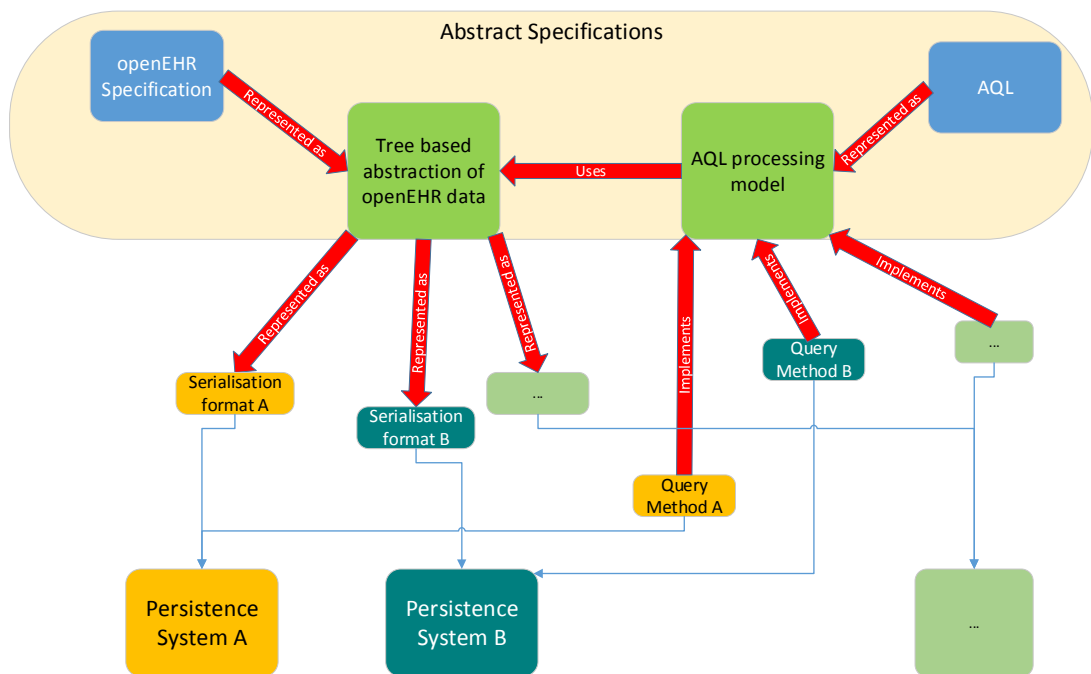 Abstract Specifications
openEHR
Specification
AQL
Represented as
Represented as
Tree based
abstraction of
openEHR data
Uses
AQL processing
model
Represented as
Represented as
Represented as
Implements
Implements
Implements
Serialisation
format A
Serialisation
format B
...
Query
Method B
...
Query
Method A
Persistence
System A
Persistence
System B
...